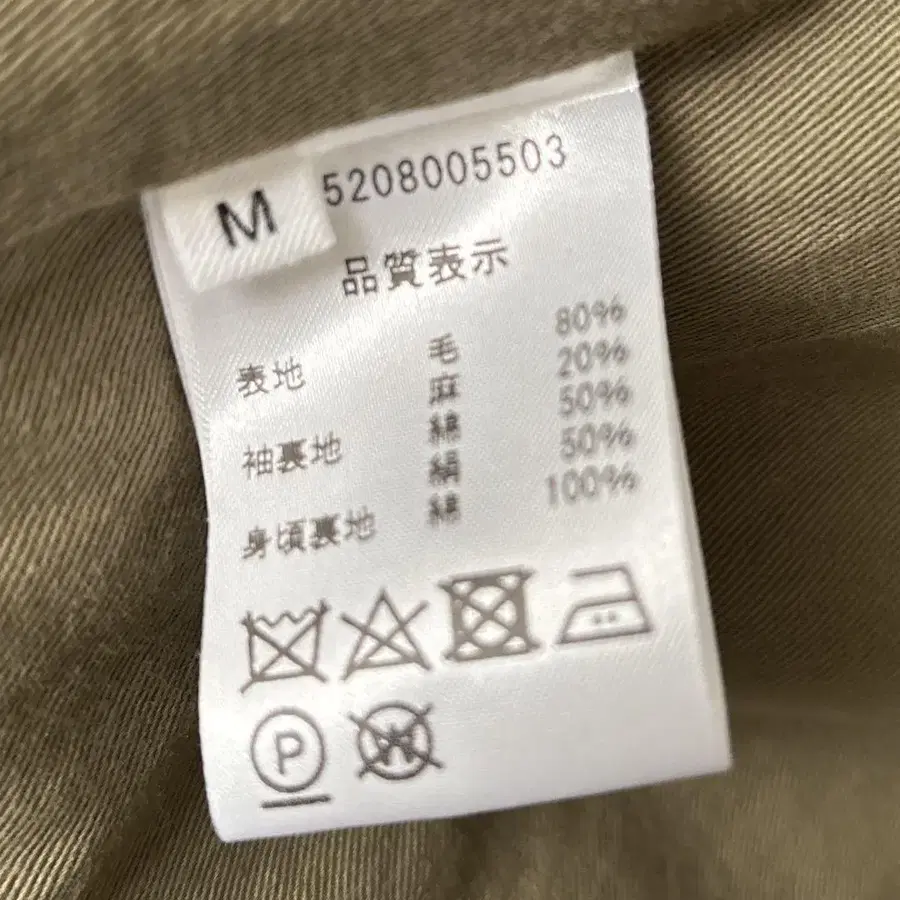 M
5208005503
品質表示
表地 毛 80%
麻 20%
袖裏地 綿 50%
絹 50%
身頃裏地 綿 100%
P
W